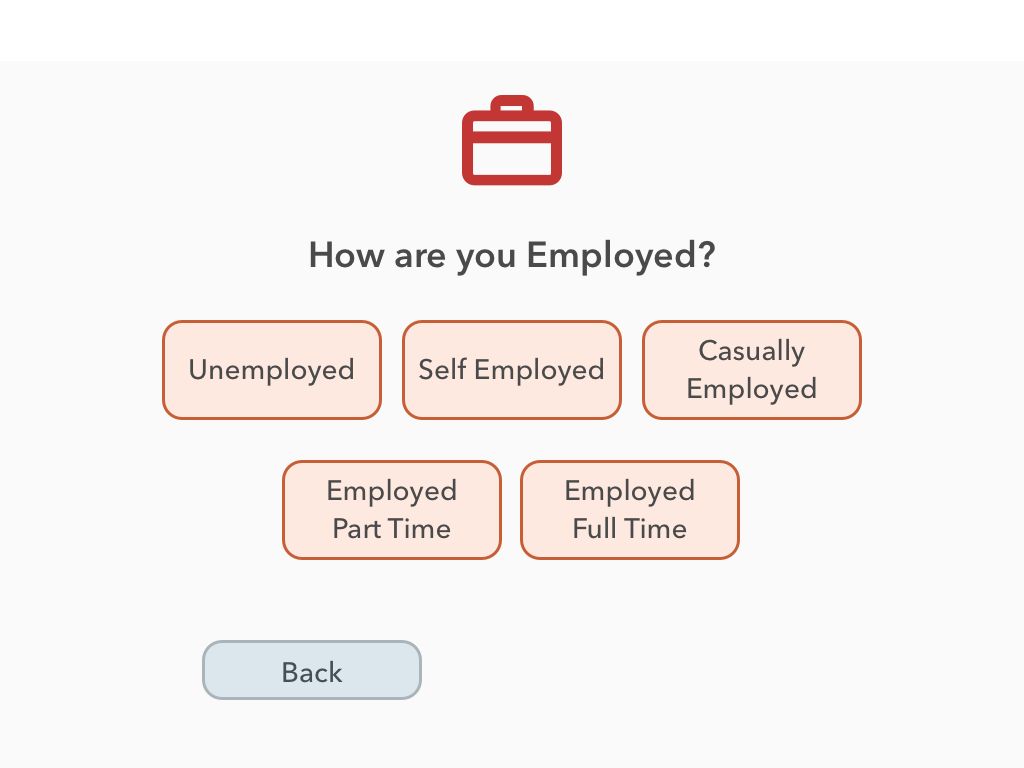 How are you Employed?
Unemployed
Self Employed
Casually
Employed
Employed
Part Time
Employed
Full Time
Back